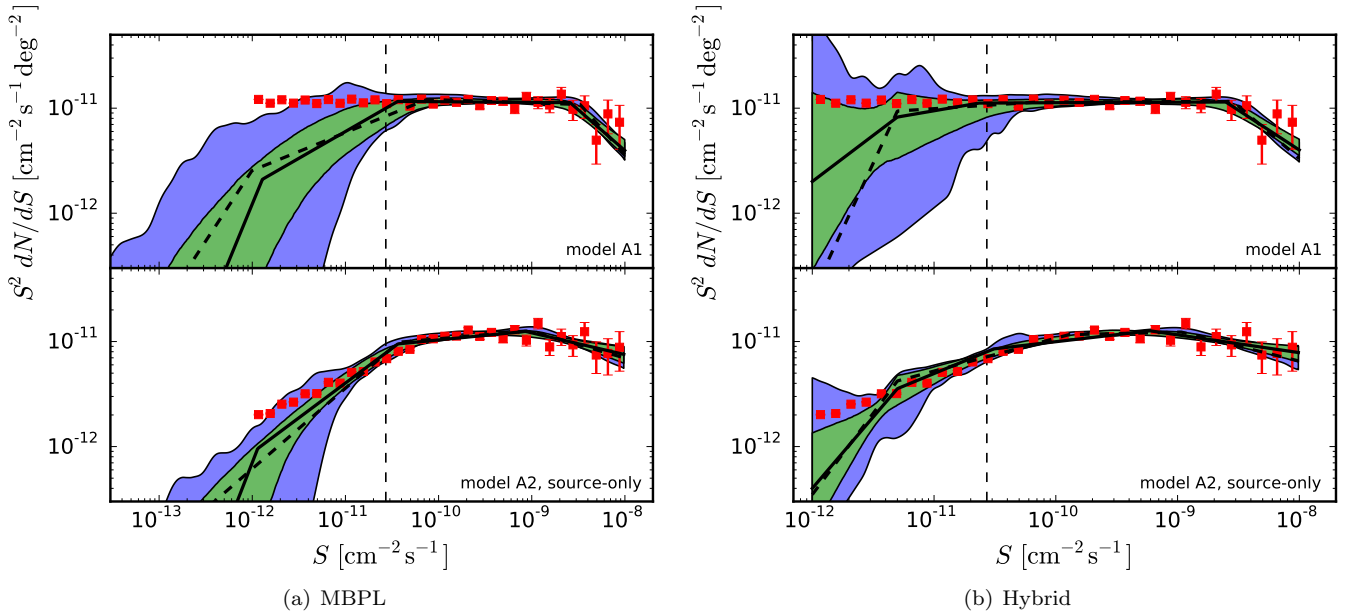 S² dN/dS [cm⁻² s⁻¹ deg⁻²]
10⁻¹¹
10⁻¹²
model A1
10⁻¹¹
10⁻¹²
model A2, source-only
10⁻¹³ 10⁻¹² 10⁻¹¹ 10⁻¹⁰ 10⁻⁹ 10⁻⁸
S [cm⁻² s⁻¹]
(a) MBPL
S² dN/dS [cm⁻² s⁻¹ deg⁻²]
10⁻¹¹
10⁻¹²
model A1
10⁻¹¹
10⁻¹²
model A2, source-only
10⁻¹² 10⁻¹¹ 10⁻¹⁰ 10⁻⁹ 10⁻⁸
S [cm⁻² s⁻¹]
(b) Hybrid